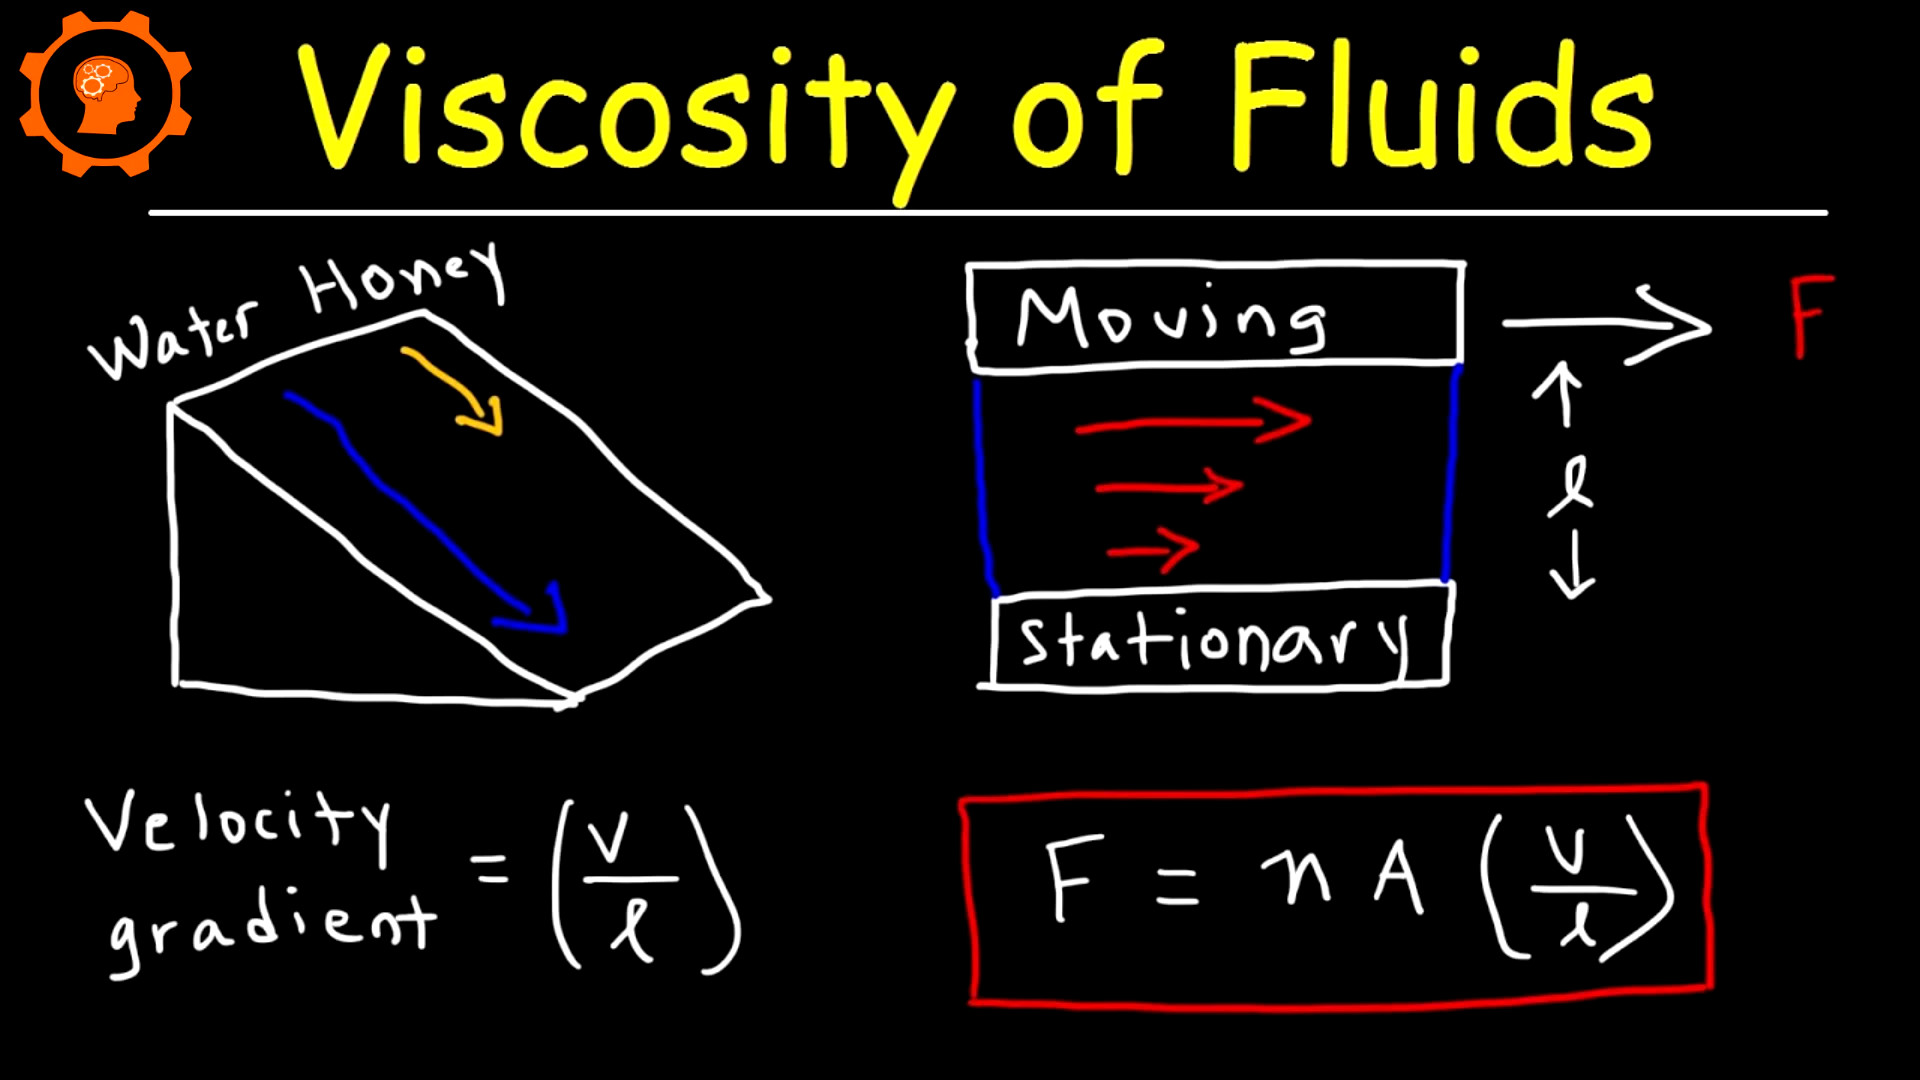 Viscosity of Fluids
Water Honey
Moving
F
l
stationary
Velocity gradient = (v/l)
F = η A (v/l)